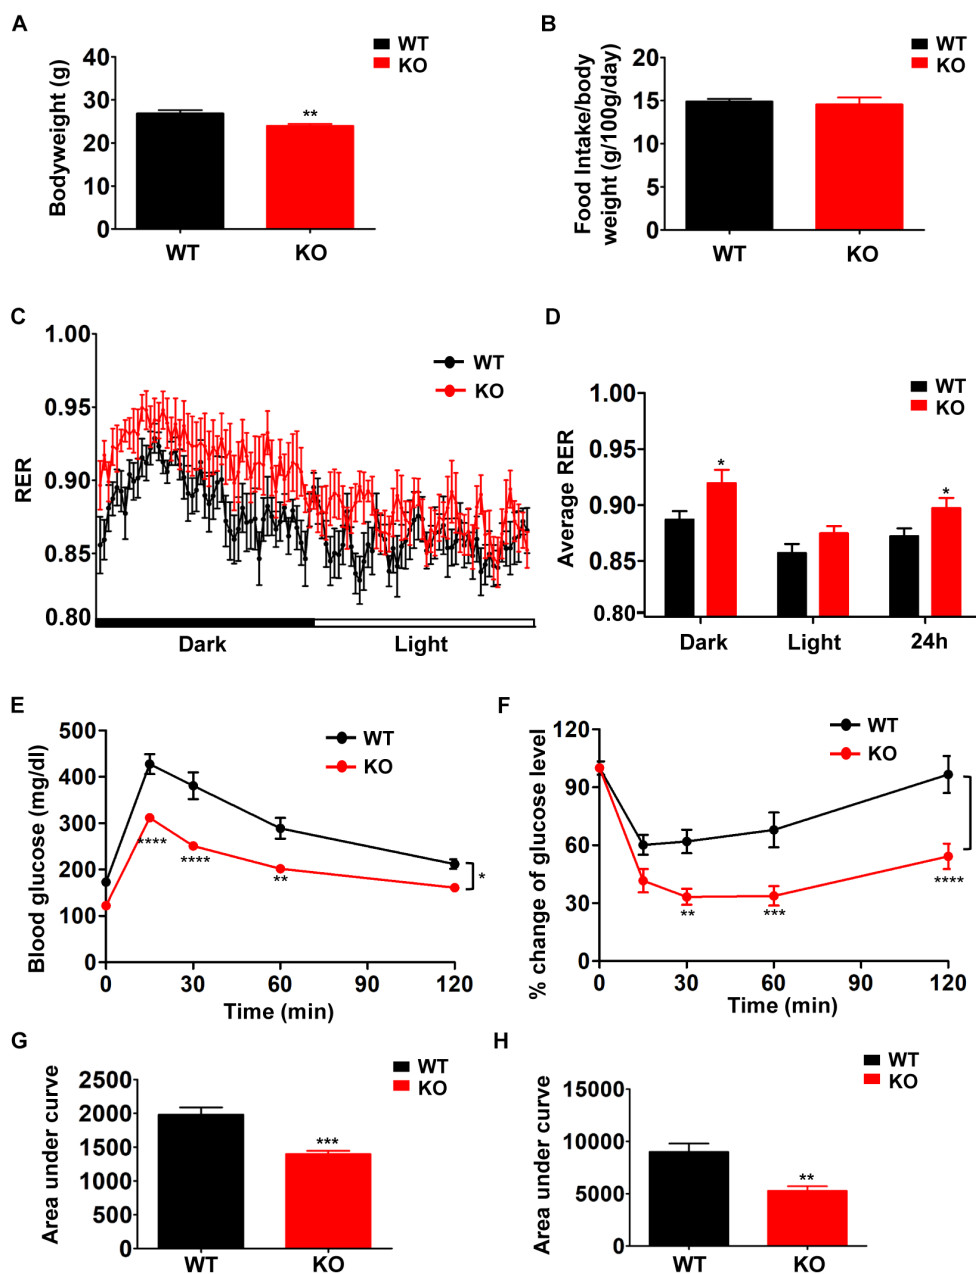 A
WT
KO
Bodyweight (g)
40
30
20
10
0
**
WT
KO
B
WT
KO
Food Intake/body
weight (g/100g/day)
20
15
10
5
0
WT
KO
C
1.00
0.95
0.90
0.85
0.80
RER
WT
KO
Dark
Light
D
WT
KO
Average RER
1.00
0.95
0.90
0.85
0.80
*
*
Dark
Light
24h
E
Blood glucose (mg/dl)
500
400
300
200
100
0
WT
KO
****
****
**
*
0
30
60
90
120
Time (min)
F
% change of glucose level
120
90
60
30
0
WT
KO
**
***
****
0
30
60
90
120
Time (min)
G
WT
KO
Area under curve
2500
2000
1500
1000
500
0
***
WT
KO
H
WT
KO
Area under curve
15000
10000
5000
0
**
WT
KO